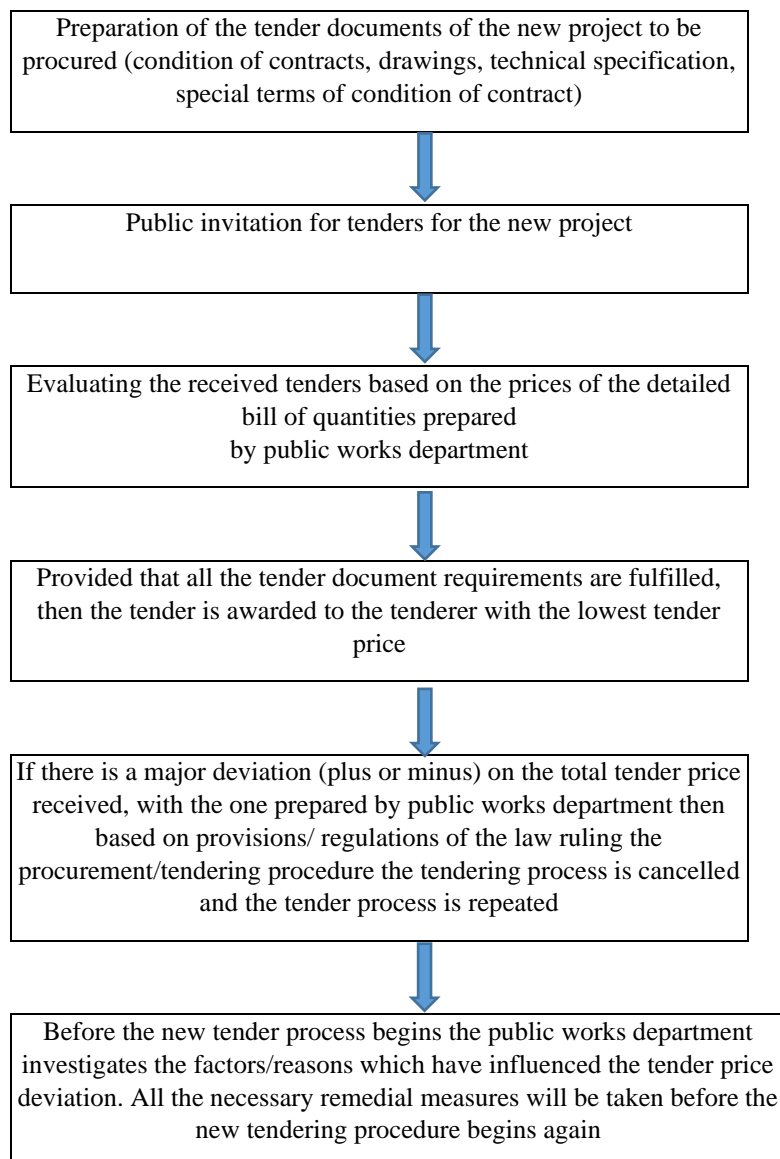 Preparation of the tender documents of the new project to be
procured (condition of contracts, drawings, technical specification,
special terms of condition of contract)
Public invitation for tenders for the new project
Evaluating the received tenders based on the prices of the detailed
bill of quantities prepared
by public works department
Provided that all the tender document requirements are fulfilled,
then the tender is awarded to the tenderer with the lowest tender
price
If there is a major deviation (plus or minus) on the total tender price
received, with the one prepared by public works department then
based on provisions/ regulations of the law ruling the
procurement/tendering procedure the tendering process is cancelled
and the tender process is repeated
Before the new tender process begins the public works department
investigates the factors/reasons which have influenced the tender price
deviation. All the necessary remedial measures will be taken before the
new tendering procedure begins again